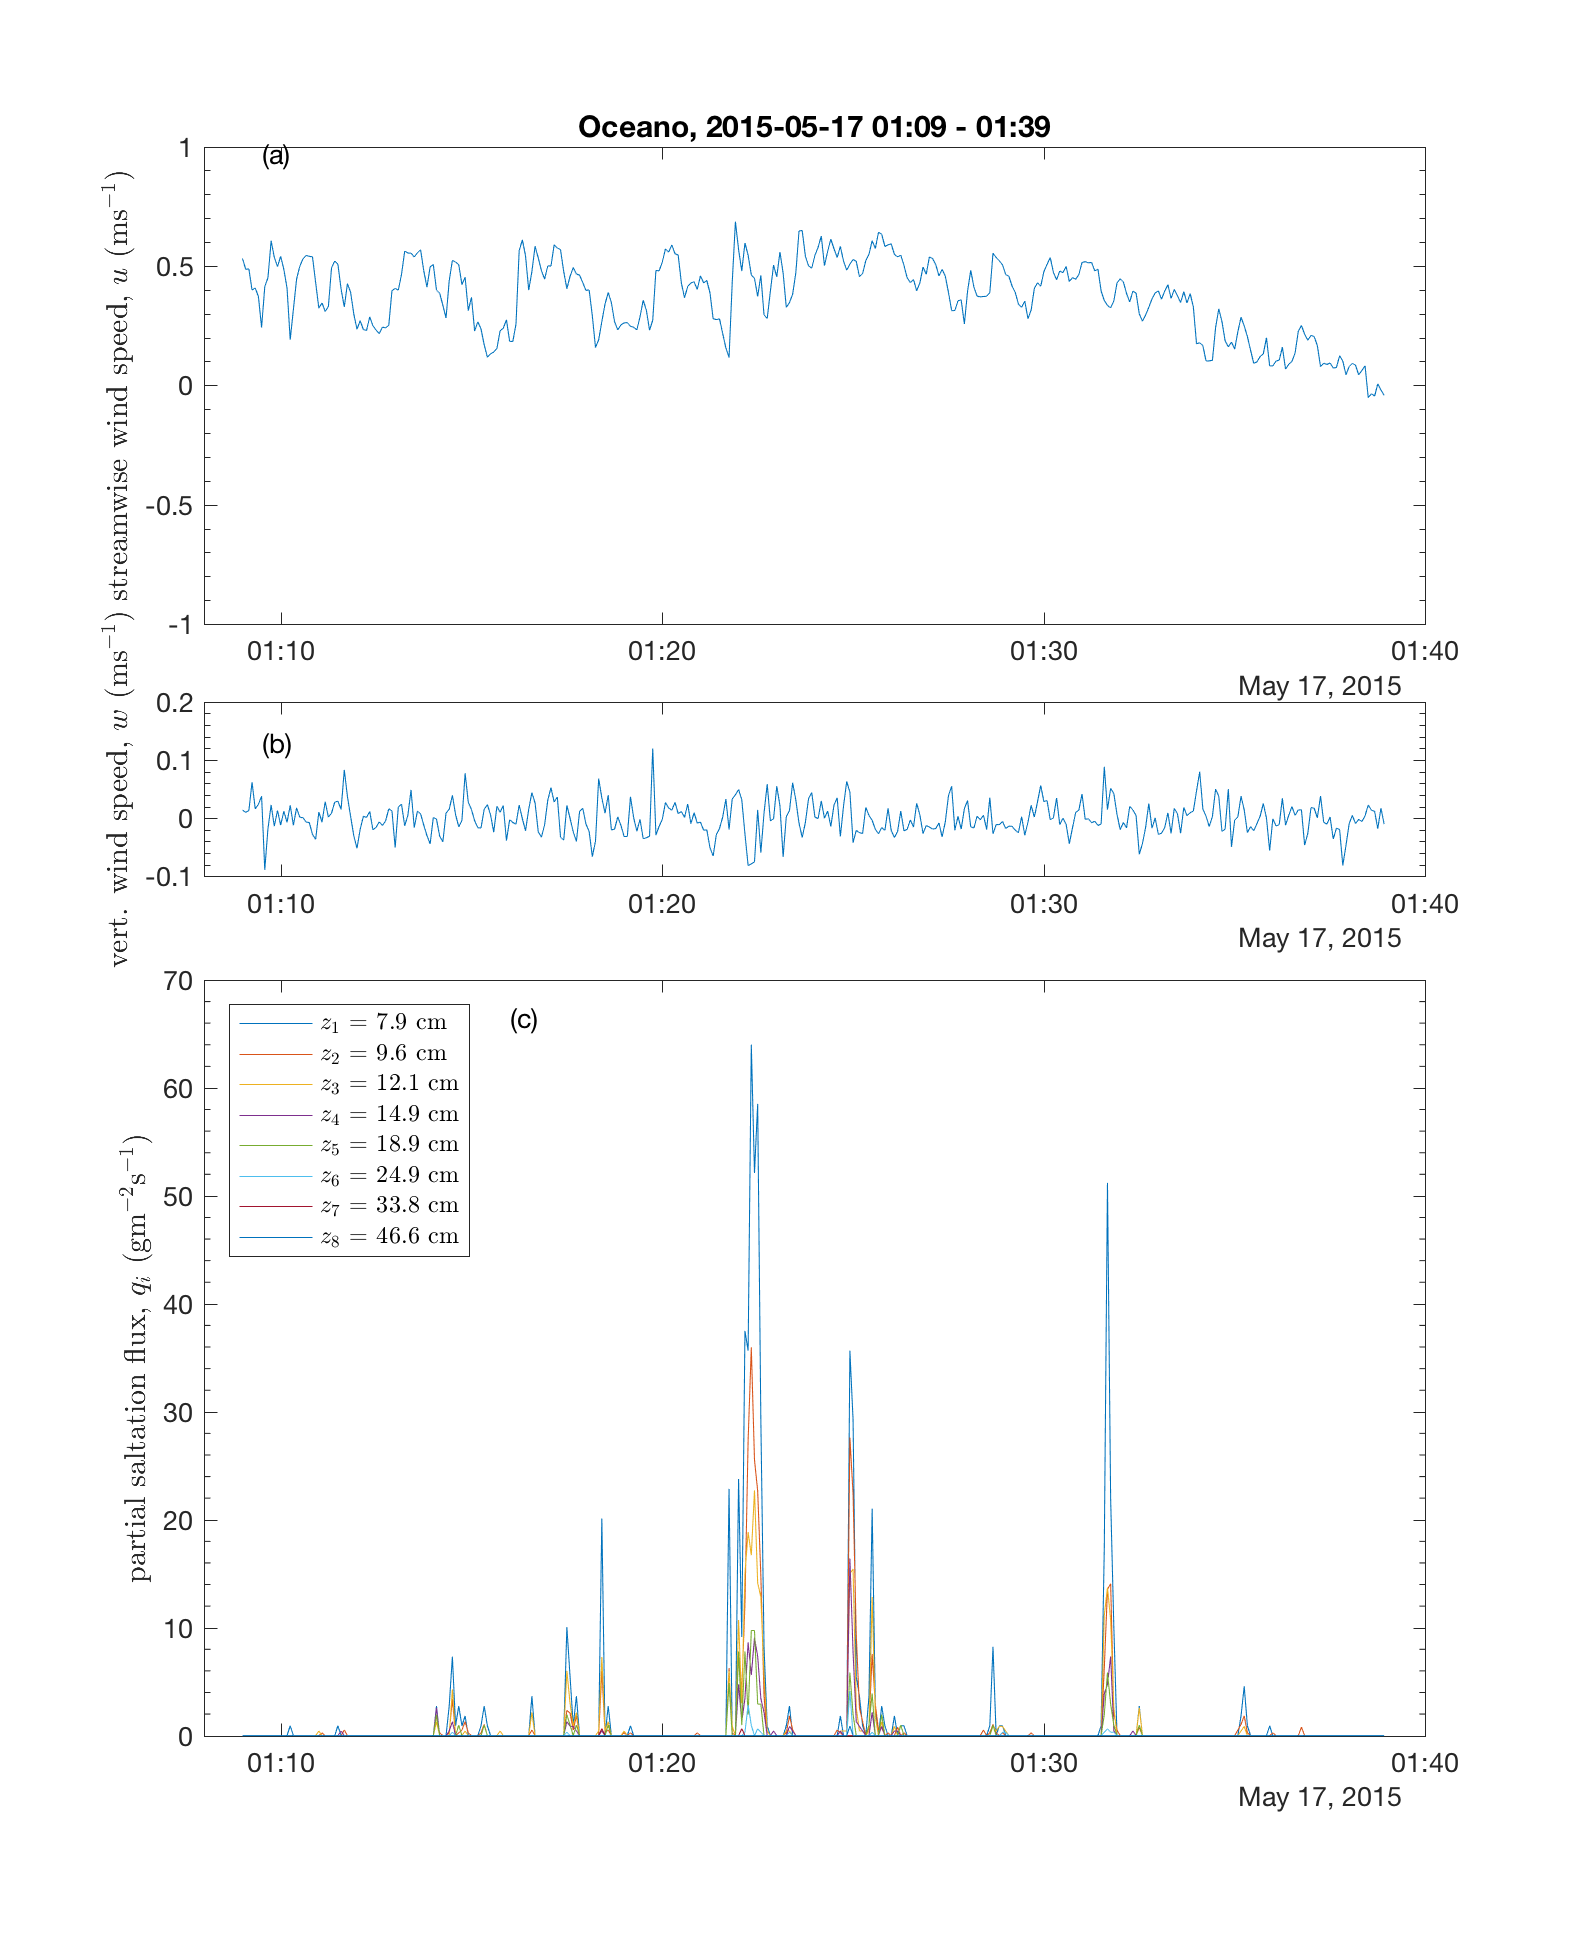 Oceano, 2015-05-17 01:09 - 01:39
(a)
streamwise wind speed, u (ms⁻¹)
1
0.5
0
-0.5
-1
01:10 01:20 01:30 01:40
May 17, 2015
(b)
vert. wind speed, w (ms⁻¹)
0.2
0.1
0
-0.1
01:10 01:20 01:30 01:40
May 17, 2015
(c)
partial saltation flux, qᵢ (gm⁻²s⁻¹)
70
60
50
40
30
20
10
0
z₁ = 7.9 cm
z₂ = 9.6 cm
z₃ = 12.1 cm
z₄ = 14.9 cm
z₅ = 18.9 cm
z₆ = 24.9 cm
z₇ = 33.8 cm
z₈ = 46.6 cm
01:10 01:20 01:30 01:40
May 17, 2015